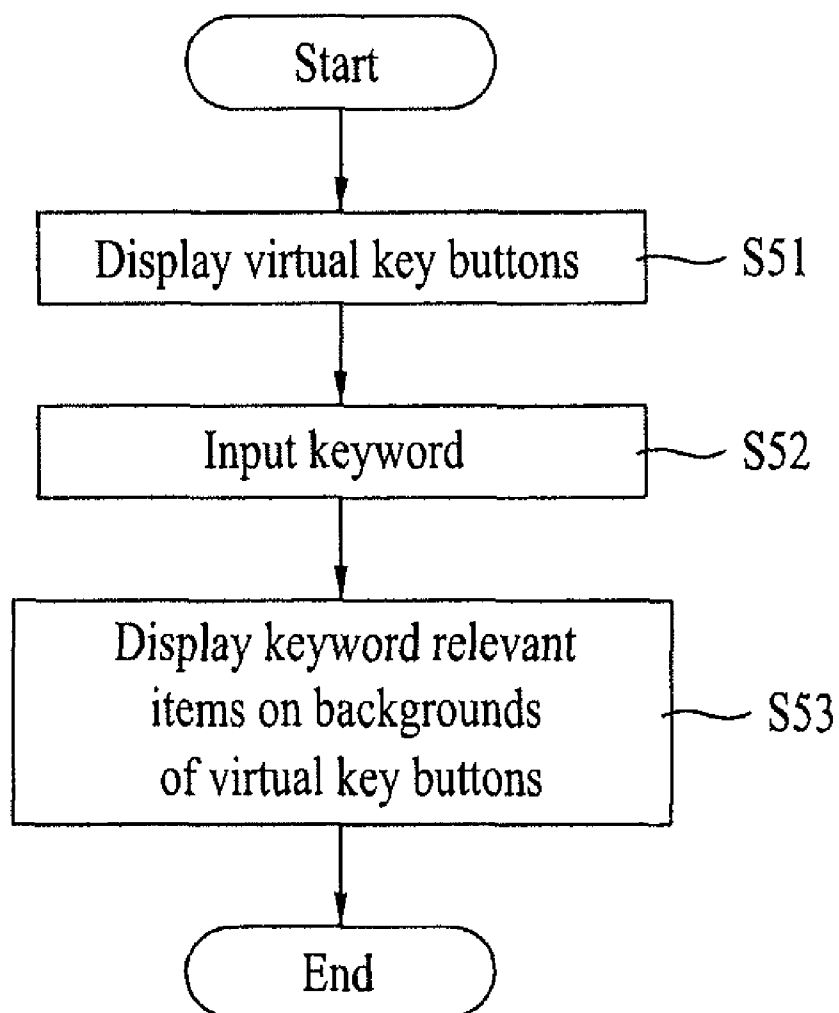 Start
Display virtual key buttons
S51
Input keyword
S52
Display keyword relevant
items on backgrounds
of virtual key buttons
S53
End